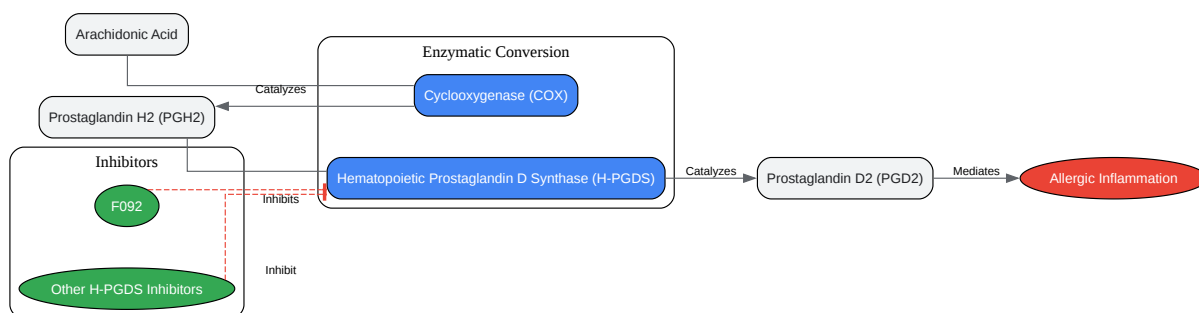 Arachidonic Acid
Enzymatic Conversion
Catalyzes
Cyclooxygenase (COX)
Prostaglandin H2 (PGH2)
Inhibitors
Hematopoietic Prostaglandin D Synthase (H-PGDS)
Catalyzes
Prostaglandin D2 (PGD2)
Mediates
Allergic Inflammation
F092
Inhibits
Inhibit
Other H-PGDS Inhibitors